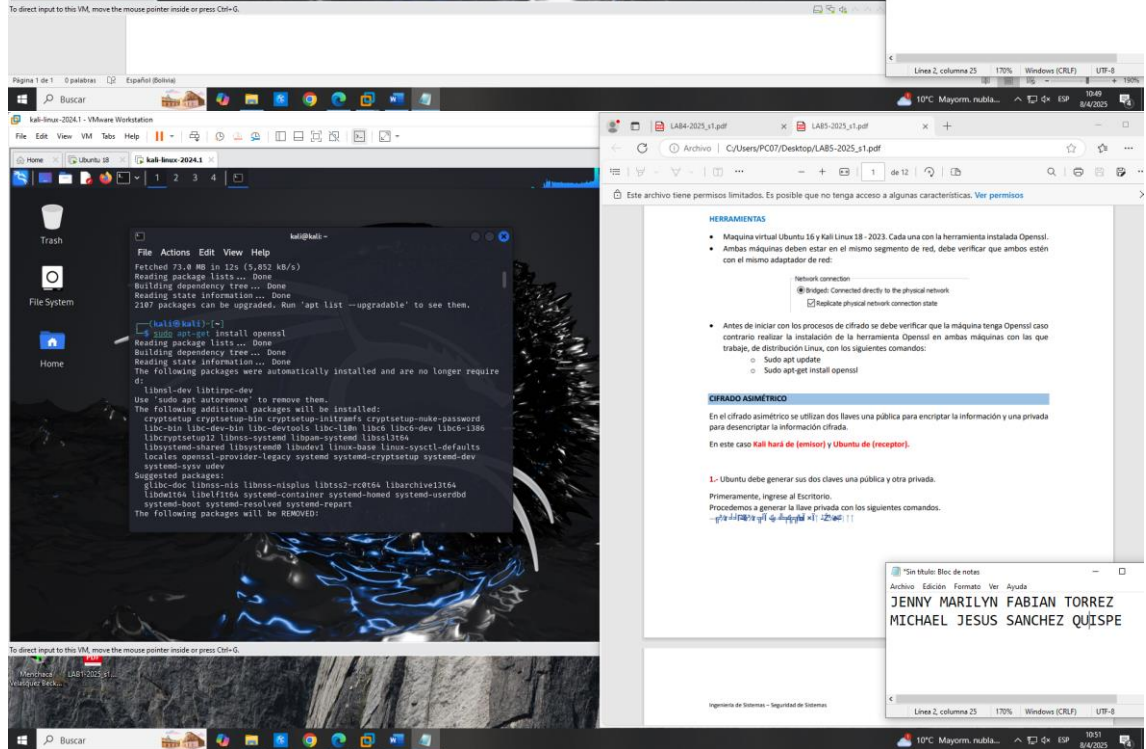 To direct input to this VM, move the mouse pointer inside or press Ctrl+G.
Línea 2, columna 25 170% Windows (CRLF) UTF-8
Página 1 de 1 0 palabras Español (Bolivia) 190%
Buscar 10°C Mayorm. nubla... ESP 10:49 8/4/2025
kali-linux-2024.1 - VMware Workstation
File Edit View VM Tabs Help
Home Ubuntu 18 kali-linux-2024.1
1 2 3 4
Trash
File System
Home
kali@kali: ~
File Actions Edit View Help
Fetched 73.0 MB in 12s (5,852 kB/s)
Reading package lists... Done
Building dependency tree... Done
Reading state information... Done
2107 packages can be upgraded. Run 'apt list --upgradable' to see them.
(kali㉿kali)-[~]
$ sudo apt-get install openssl
Reading package lists... Done
Building dependency tree... Done
Reading state information... Done
The following packages were automatically installed and are no longer require
d:
libnsl-dev libtirpc-dev
Use 'sudo apt autoremove' to remove them.
The following additional packages will be installed:
cryptsetup cryptsetup-bin cryptsetup-initramfs cryptsetup-nuke-password
libc-bin libc-dev-bin libc-devtools libc-l10n libc6 libc6-dev libc6-i386
libcryptsetup12 libnss-systemd libpam-systemd libssl3t64
libsystemd-shared libsystemd0 libudev1 linux-base linux-sysctl-defaults
locales openssl-provider-legacy systemd systemd-cryptsetup systemd-dev
systemd-sysv udev
Suggested packages:
glibc-doc libnss-nis libnss-nisplus libtss2-rc0t64 libarchive13t64
libdw1t64 libelf1t64 systemd-container systemd-homed systemd-userdbd
systemd-boot systemd-resolved systemd-repart
The following packages will be REMOVED:
To direct input to this VM, move the mouse pointer inside or press Ctrl+G.
LAB4-2025_s1.pdf LAB5-2025_s1.pdf
Archivo C:/Users/PC07/Desktop/LAB5-2025_s1.pdf
1 de 12
Este archivo tiene permisos limitados. Es posible que no tenga acceso a algunas características. Ver permisos
HERRAMIENTAS
• Maquina virtual Ubuntu 16 y Kali Linux 18 - 2023. Cada una con la herramienta instalada Openssl.
• Ambas máquinas deben estar en el mismo segmento de red, debe verificar que ambos estén
con el mismo adaptador de red:
Network connection
Bridged: Connected directly to the physical network
Replicate physical network connection state
• Antes de iniciar con los procesos de cifrado se debe verificar que la máquina tenga Openssl caso
contrario realizar la instalación de la herramienta Openssl en ambas máquinas con las que
trabaje, de distribución Linux, con los siguientes comandos:
o Sudo apt update
o Sudo apt-get install openssl
CIFRADO ASIMÉTRICO
En el cifrado asimétrico se utilizan dos llaves una pública para encriptar la información y una privada
para desencriptar la información cifrada.
En este caso Kali hará de (emisor) y Ubuntu de (receptor).
1.- Ubuntu debe generar sus dos claves una pública y otra privada.
Primeramente, ingrese al Escritorio.
Procedemos a generar la llave privada con los siguientes comandos.
Ingeniería de Sistemas – Seguridad de Sistemas
*Sin título: Bloc de notas
Archivo Edición Formato Ver Ayuda
JENNY MARILYN FABIAN TORREZ
MICHAEL JESUS SANCHEZ QUISPE
Línea 2, columna 25 170% Windows (CRLF) UTF-8
Menchaca LAB1-2025_s1...
Buscar 10°C Mayorm. nubla... ESP 10:51 8/4/2025